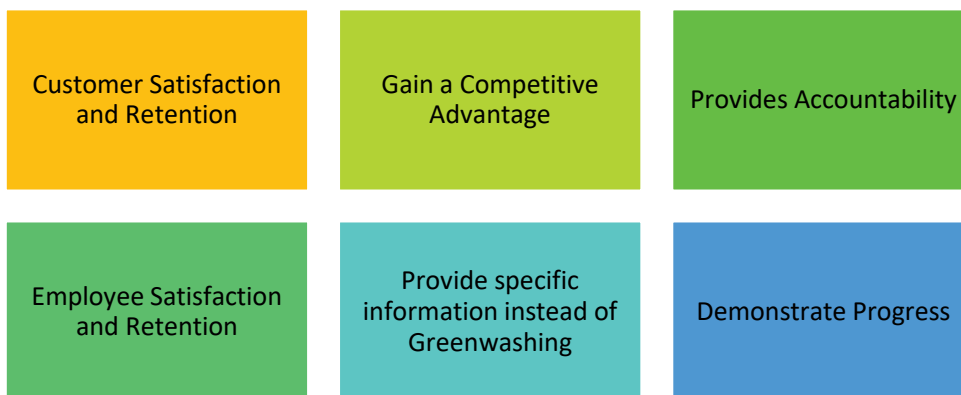 Customer Satisfaction
and Retention
Gain a Competitive
Advantage
Provides Accountability
Employee Satisfaction
and Retention
Provide specific
information instead of
Greenwashing
Demonstrate Progress